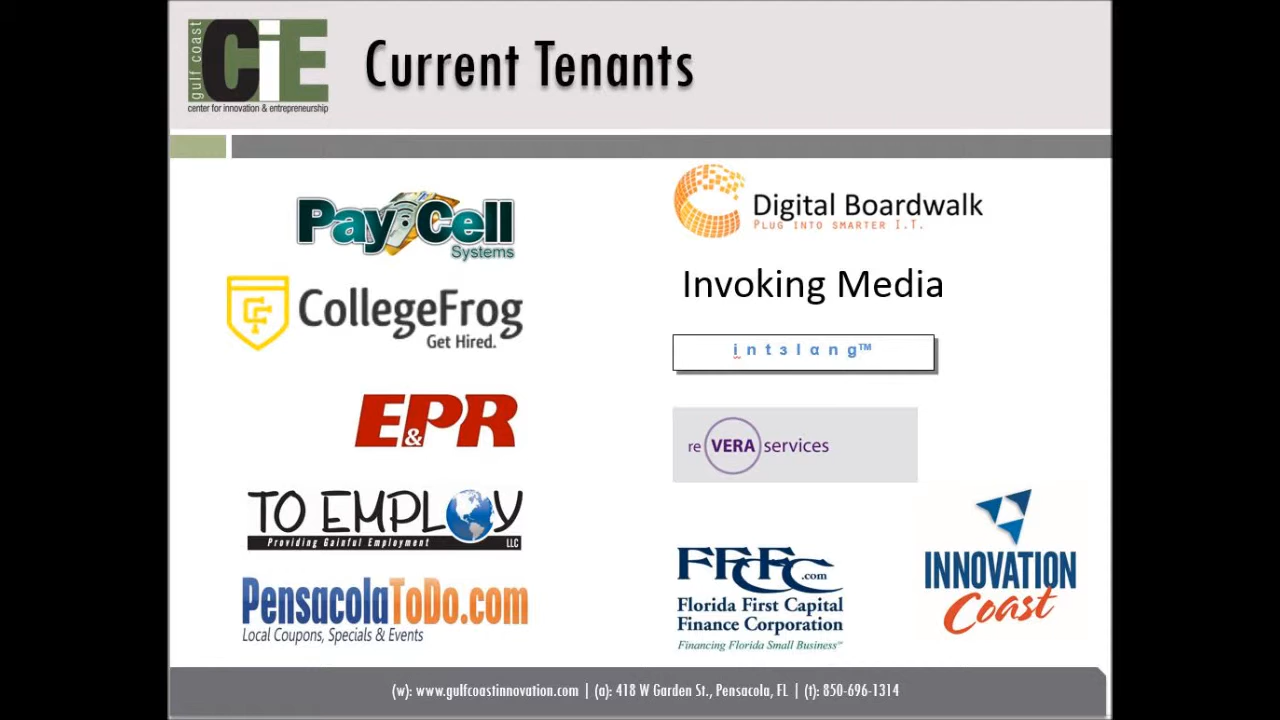 gulf coast
CiE
center for innovation & entrepreneurship
Current Tenants
PayCell
Systems
CollegeFrog
Get Hired.
E&PR
TO EMPLOY
Providing Gainful Employment LLC
PensacolaToDo.com
Local Coupons, Specials & Events
Digital Boardwalk
PLUG INTO SMARTER I.T.
Invoking Media
intɜlɑng™
re VERA services
FFCFC.com
Florida First Capital
Finance Corporation
Financing Florida Small Business℠
INNOVATION
Coast
(w): www.gulfcoastinnovation.com | (a): 418 W Garden St., Pensacola, FL | (t): 850-696-1314